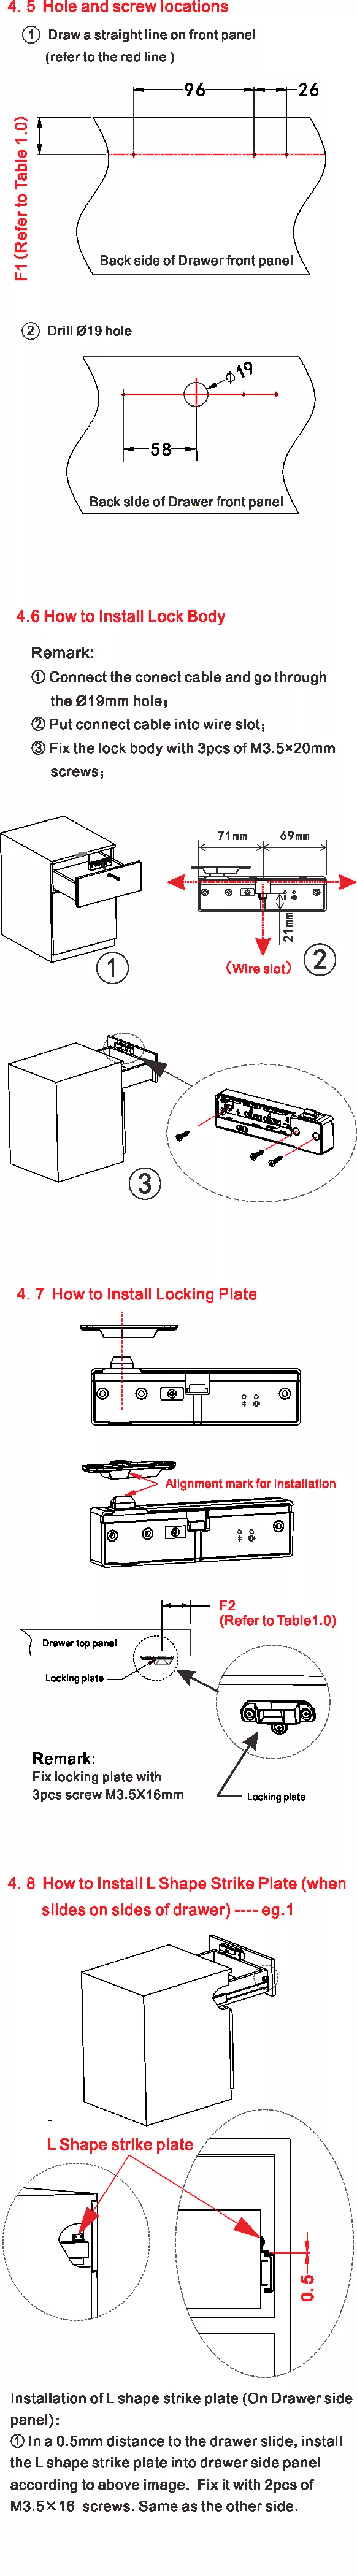 4. 5 Hole and screw locations
① Draw a straight line on front panel
(refer to the red line )
96 26
F1 (Refer to Table 1.0)
Back side of Drawer front panel
② Drill Ø19 hole
ϕ19
58
Back side of Drawer front panel
4.6 How to Install Lock Body
Remark:
① Connect the conect cable and go through
the Ø19mm hole;
② Put connect cable into wire slot;
③ Fix the lock body with 3pcs of M3.5×20mm
screws;
71mm 69mm
21mm
(Wire slot)
①
②
③
4. 7 How to Install Locking Plate
Alignment mark for installation
F2
(Refer to Table1.0)
Drawer top panel
Locking plate
Remark:
Fix locking plate with
3pcs screw M3.5X16mm
Locking plate
4. 8 How to Install L Shape Strike Plate (when
slides on sides of drawer) ---- eg.1
L Shape strike plate
0.5
Installation of L shape strike plate (On Drawer side
panel):
① In a 0.5mm distance to the drawer slide, install
the L shape strike plate into drawer side panel
according to above image. Fix it with 2pcs of
M3.5×16 screws. Same as the other side.